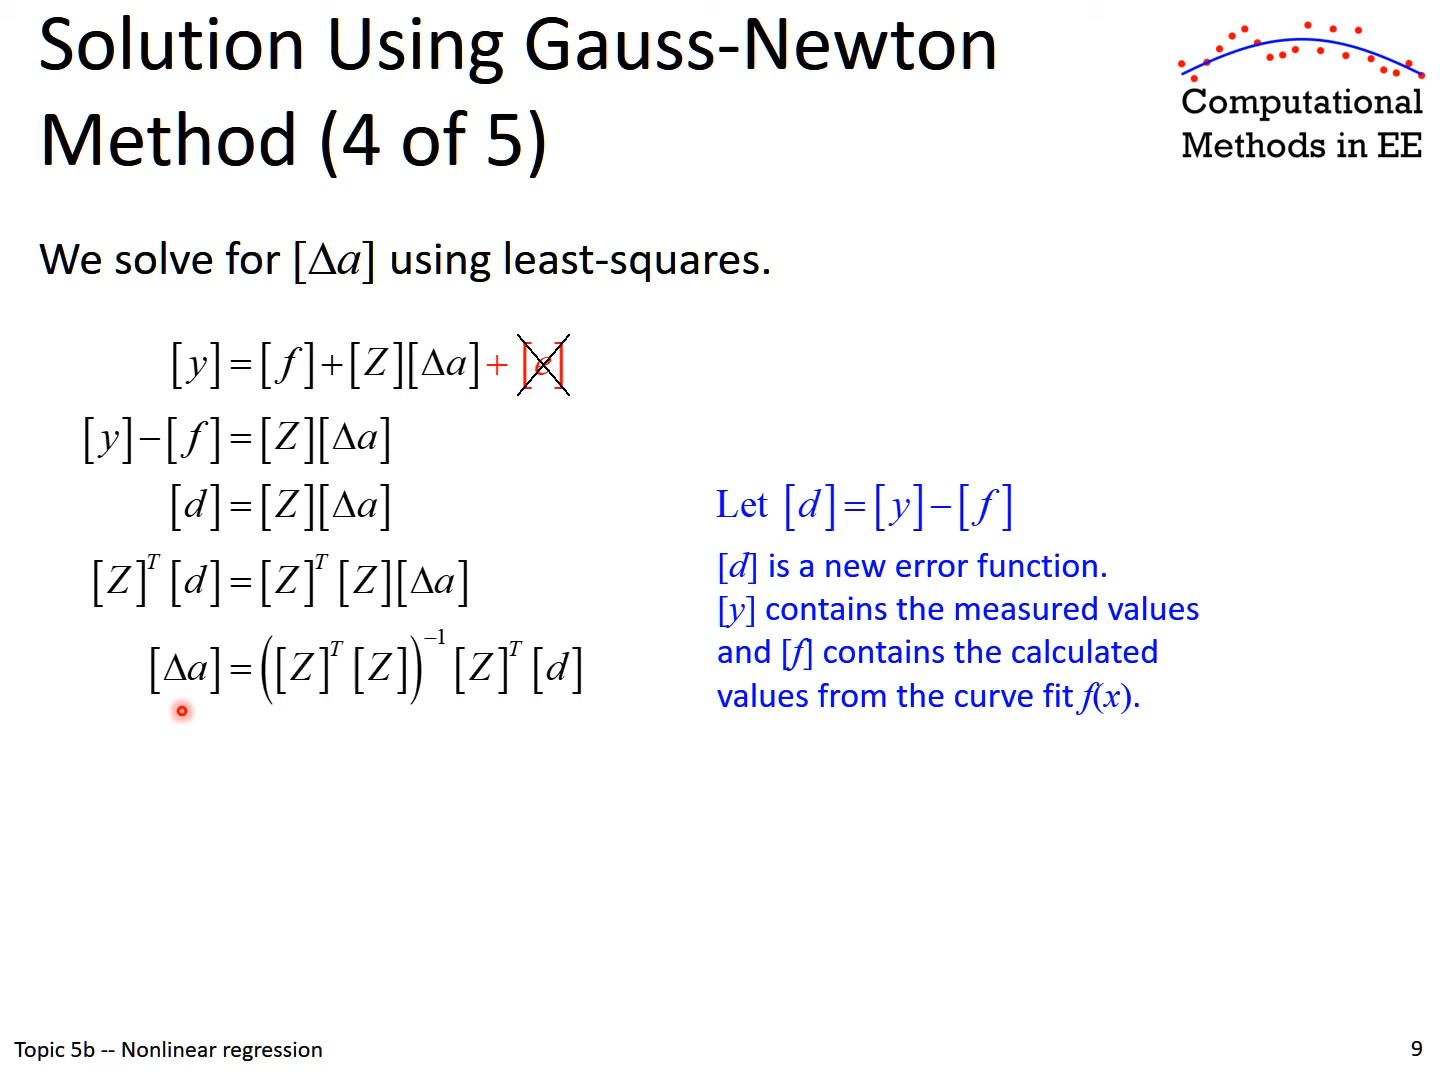 Solution Using Gauss-Newton
Method (4 of 5)
Computational
Methods in EE
We solve for [Δa] using least-squares.
[y] = [f] + [Z][Δa] + [e]
[y] − [f] = [Z][Δa]
[d] = [Z][Δa]
[Z]^T [d] = [Z]^T [Z][Δa]
[Δa] = ([Z]^T [Z])^−1 [Z]^T [d]
Let [d] = [y] − [f]
[d] is a new error function.
[y] contains the measured values
and [f] contains the calculated
values from the curve fit f(x).
Topic 5b -- Nonlinear regression
9